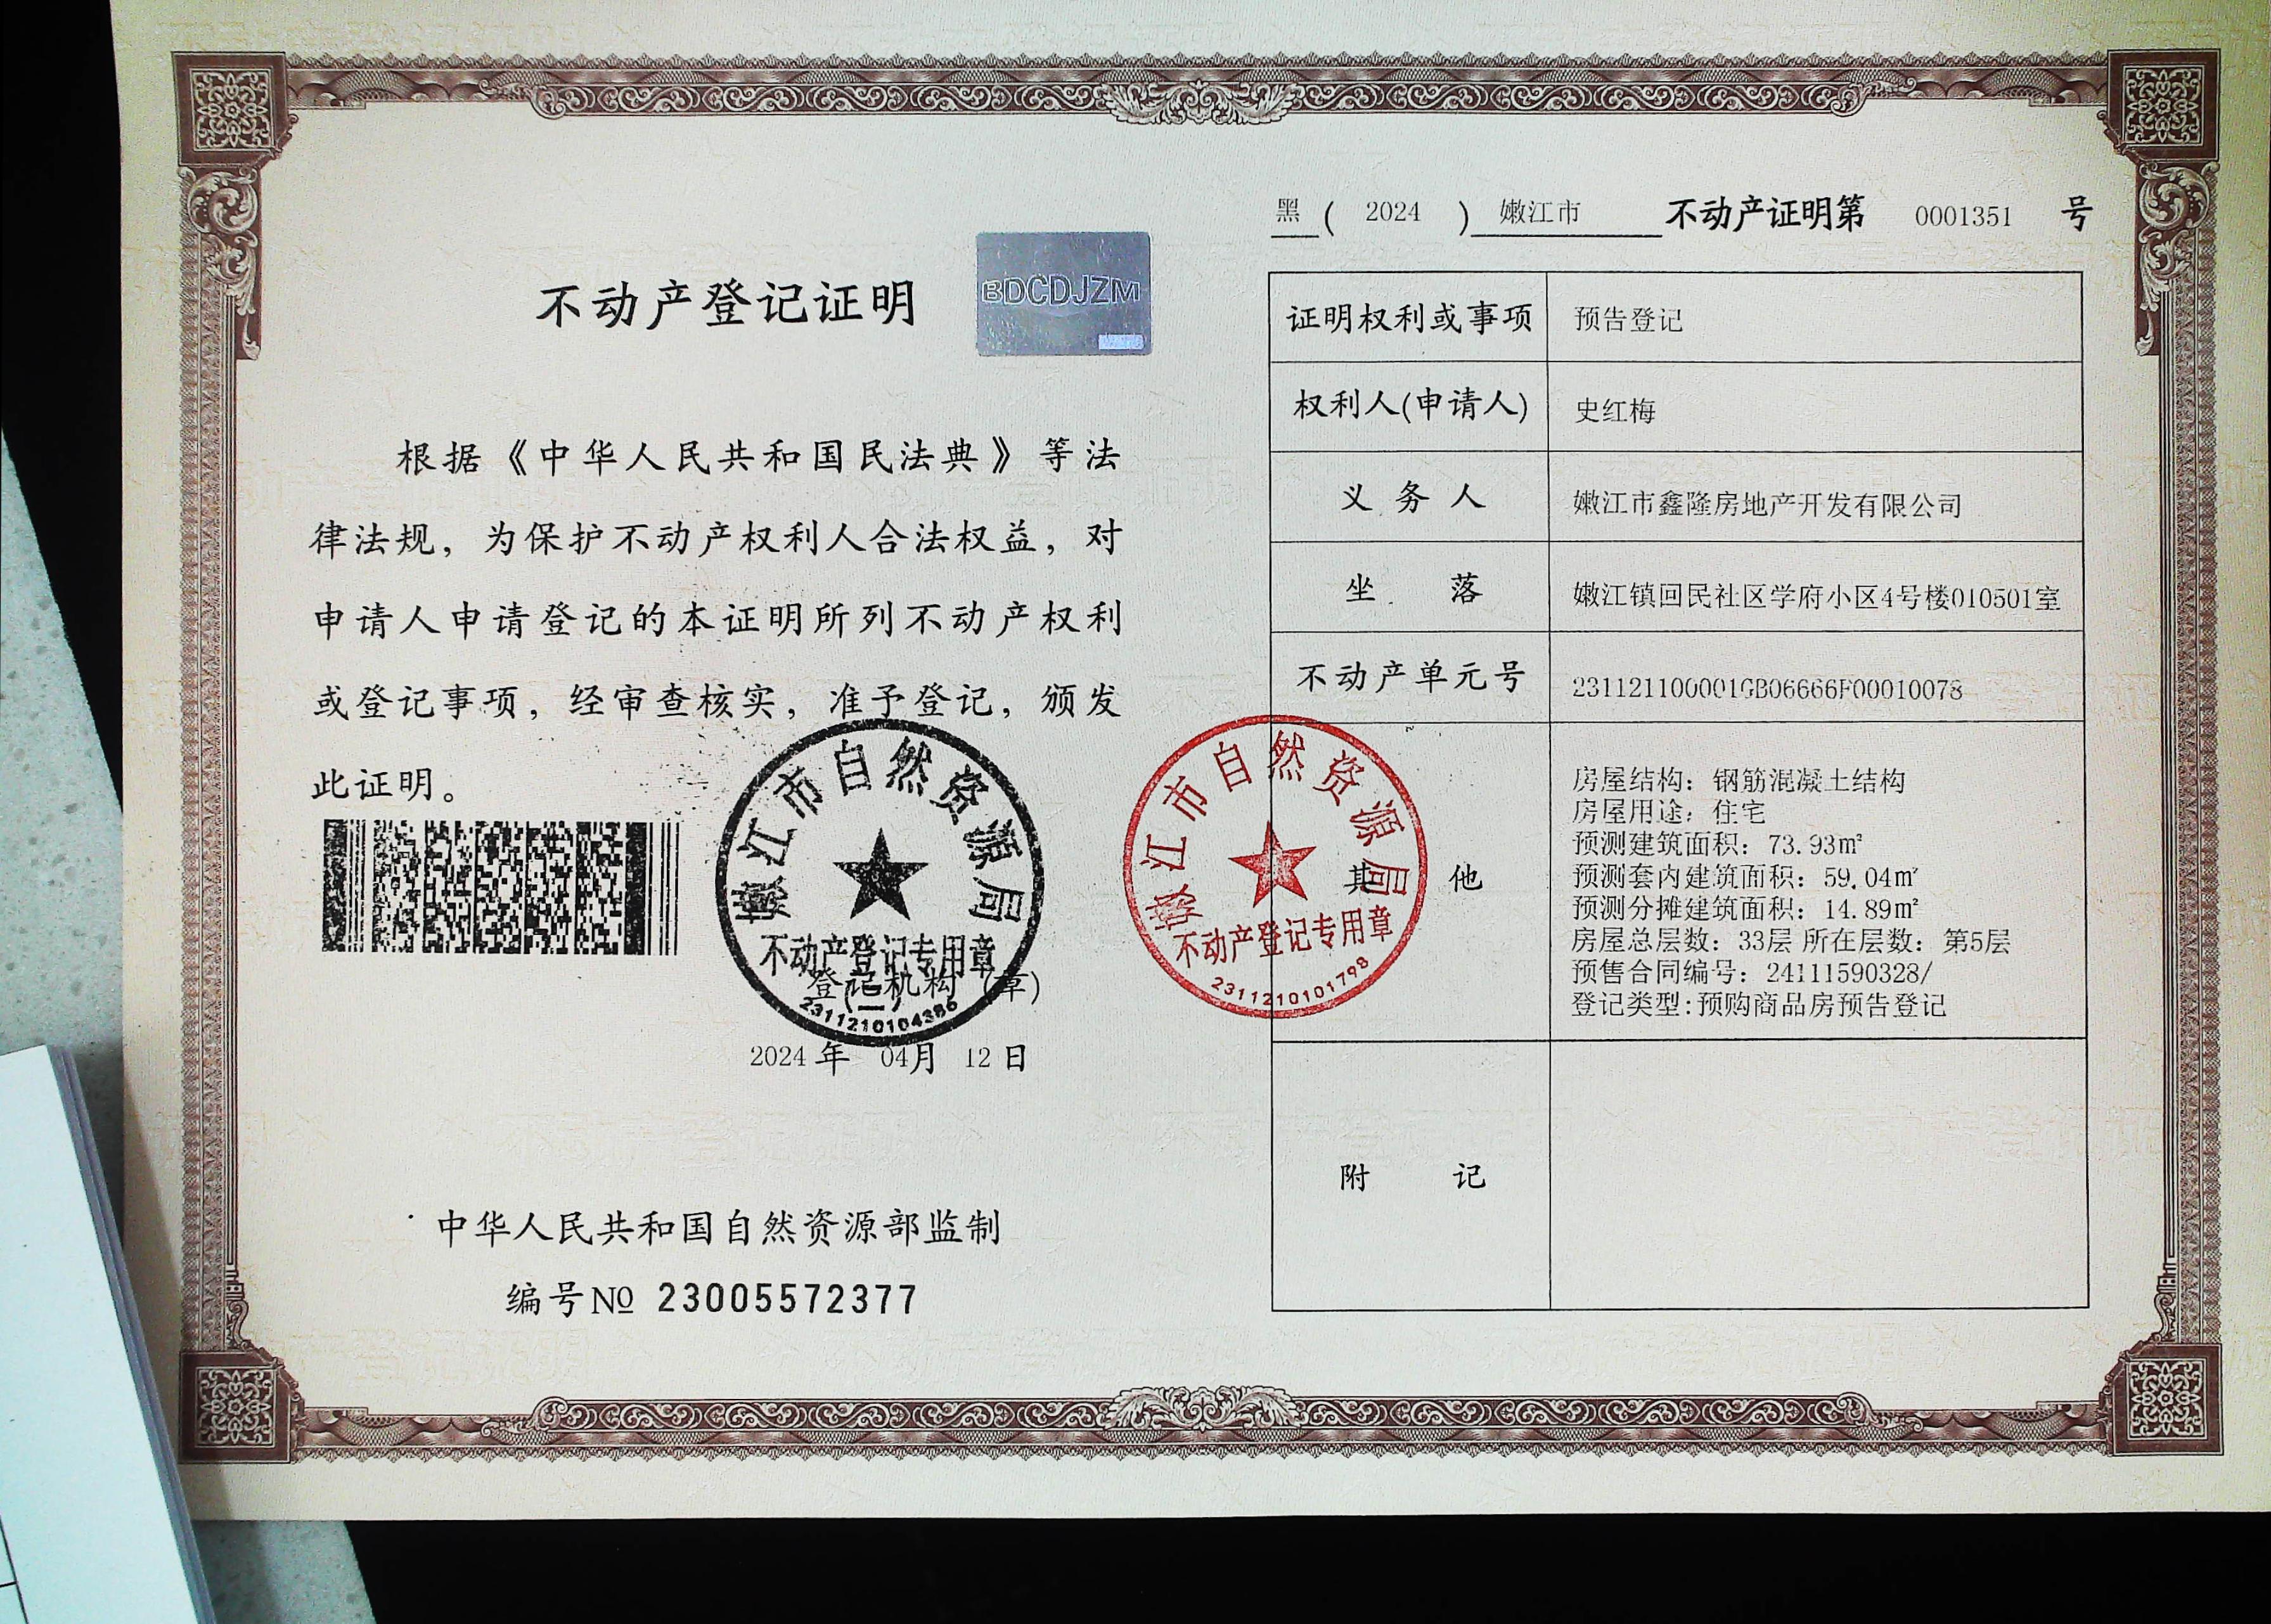 不动产登记证明
BDCDJZM
根据《中华人民共和国民法典》等法
律法规，为保护不动产权利人合法权益，对
申请人申请登记的本证明所列不动产权利
或登记事项，经审查核实，准予登记，颁发
此证明。
嫩江市自然资源局
不动产登记专用章
(二)
2311210104386
登记机构（章）
2024 年 04月 12 日
中华人民共和国自然资源部监制
编号№ 23005572377
黑 ( 2024 ) 嫩江市 不动产证明第 0001351 号
证明权利或事项 预告登记
权利人(申请人) 史红梅
义务人 嫩江市鑫隆房地产开发有限公司
坐落 嫩江镇回民社区学府小区4号楼010501室
不动产单元号 231121100001GB06666F00010078
嫩江市自然资源局
不动产登记专用章
2311210101798
其他
房屋结构：钢筋混凝土结构
房屋用途：住宅
预测建筑面积：73.93㎡
预测套内建筑面积：59.04㎡
预测分摊建筑面积：14.89㎡
房屋总层数：33层 所在层数：第5层
预售合同编号：24111590328/
登记类型:预购商品房预告登记
附记